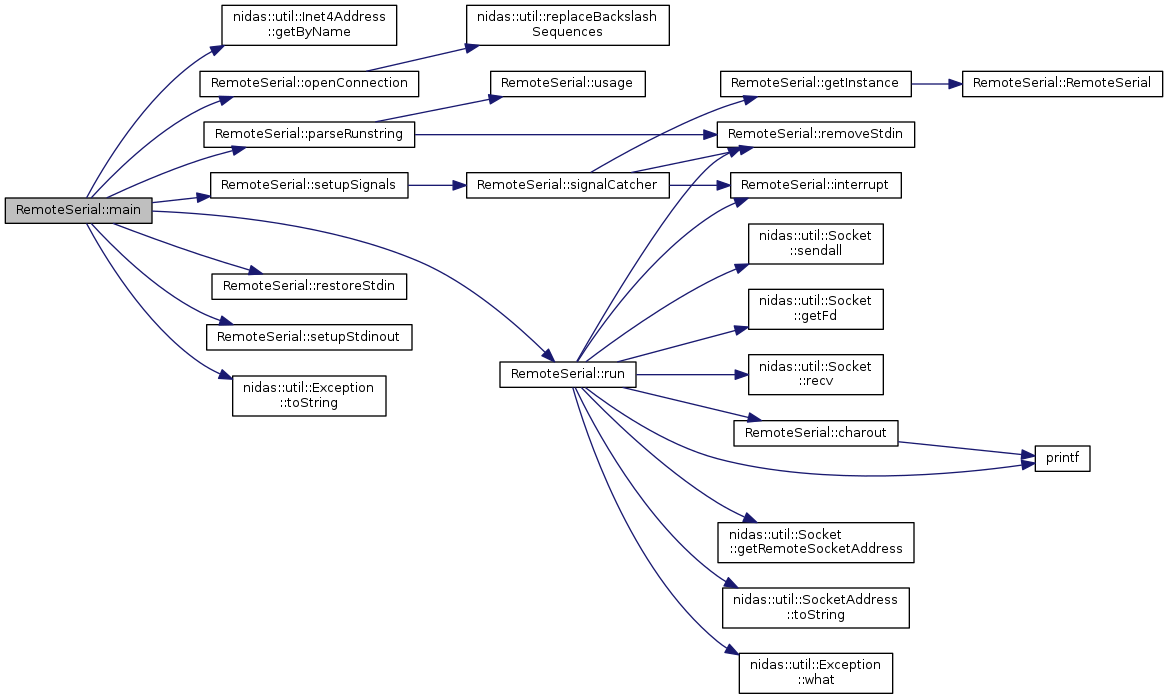 nidas::util::Inet4Address
::getByName
nidas::util::replaceBackslash
Sequences
RemoteSerial::openConnection
RemoteSerial::usage
RemoteSerial::getInstance
RemoteSerial::RemoteSerial
RemoteSerial::parseRunstring
RemoteSerial::removeStdin
RemoteSerial::setupSignals
RemoteSerial::signalCatcher
RemoteSerial::interrupt
RemoteSerial::main
nidas::util::Socket
::sendall
RemoteSerial::restoreStdin
nidas::util::Socket
::getFd
RemoteSerial::setupStdinout
RemoteSerial::run
nidas::util::Socket
::recv
nidas::util::Exception
::toString
RemoteSerial::charout
printf
nidas::util::Socket
::getRemoteSocketAddress
nidas::util::SocketAddress
::toString
nidas::util::Exception
::what